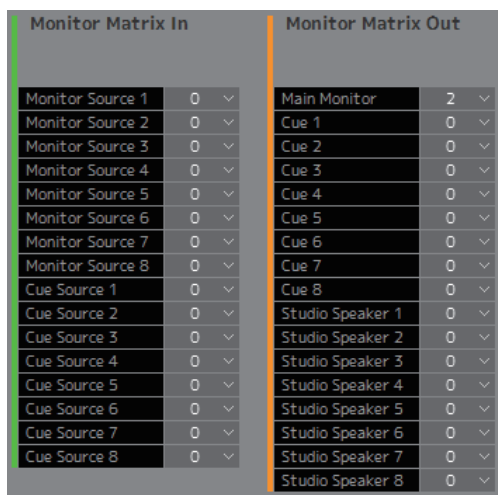 Monitor Matrix In
Monitor Source 1 0
Monitor Source 2 0
Monitor Source 3 0
Monitor Source 4 0
Monitor Source 5 0
Monitor Source 6 0
Monitor Source 7 0
Monitor Source 8 0
Cue Source 1 0
Cue Source 2 0
Cue Source 3 0
Cue Source 4 0
Cue Source 5 0
Cue Source 6 0
Cue Source 7 0
Cue Source 8 0
Monitor Matrix Out
Main Monitor 2
Cue 1 0
Cue 2 0
Cue 3 0
Cue 4 0
Cue 5 0
Cue 6 0
Cue 7 0
Cue 8 0
Studio Speaker 1 0
Studio Speaker 2 0
Studio Speaker 3 0
Studio Speaker 4 0
Studio Speaker 5 0
Studio Speaker 6 0
Studio Speaker 7 0
Studio Speaker 8 0